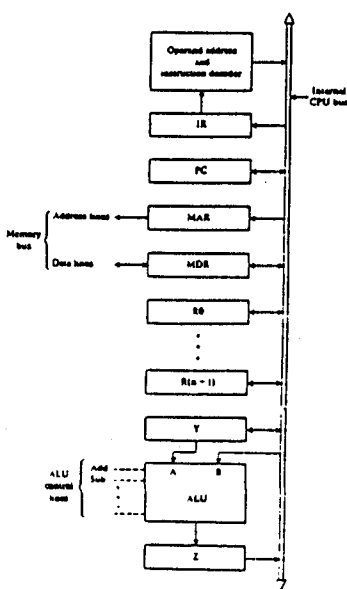 Operand address
and
instruction decoder
Internal
CPU bus
IR
PC
Address lines
MAR
Memory
bus
Data lines
MDR
R0
R(n - 1)
Y
A B
ALU
control
lines
Add
Sub
ALU
Z